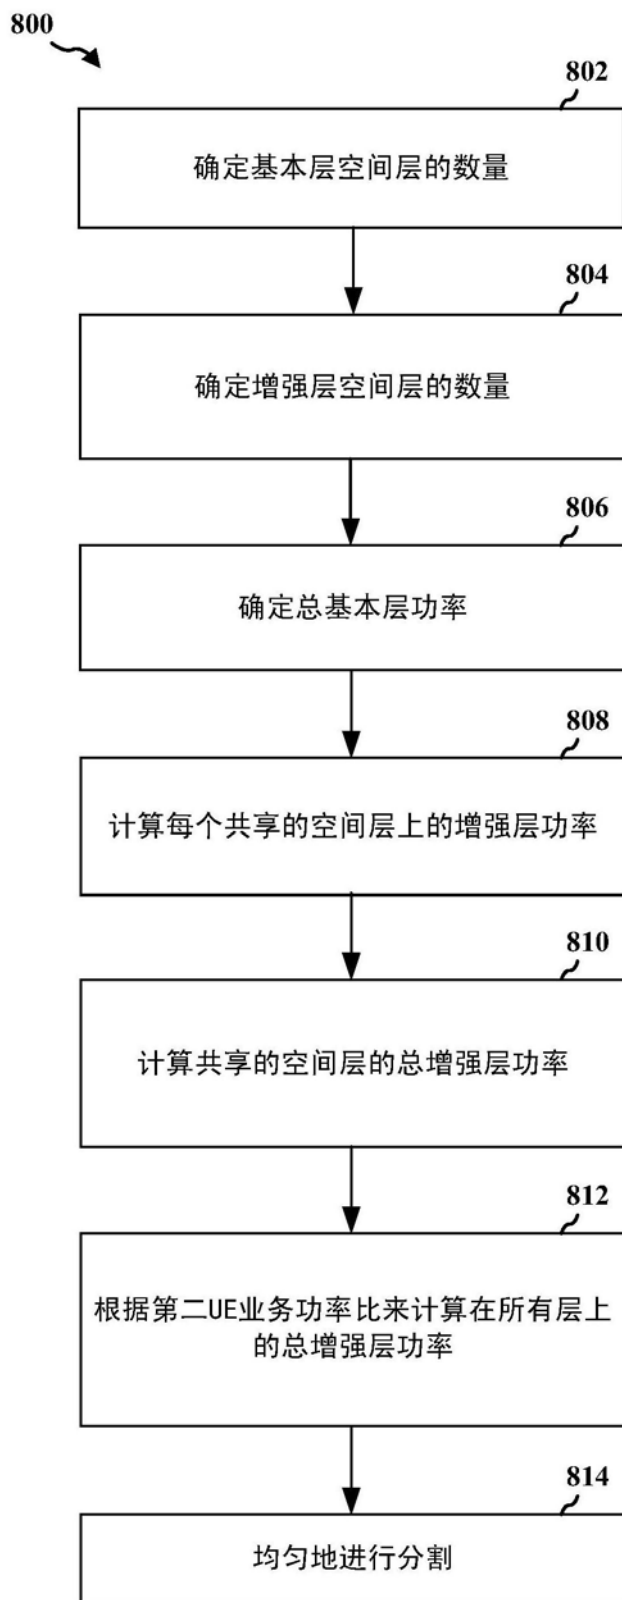 800
802
确定基本层空间层的数量
804
确定增强层空间层的数量
806
确定总基本层功率
808
计算每个共享的空间层上的增强层功率
810
计算共享的空间层的总增强层功率
812
根据第二UE业务功率比来计算在所有层上
的总增强层功率
814
均匀地进行分割